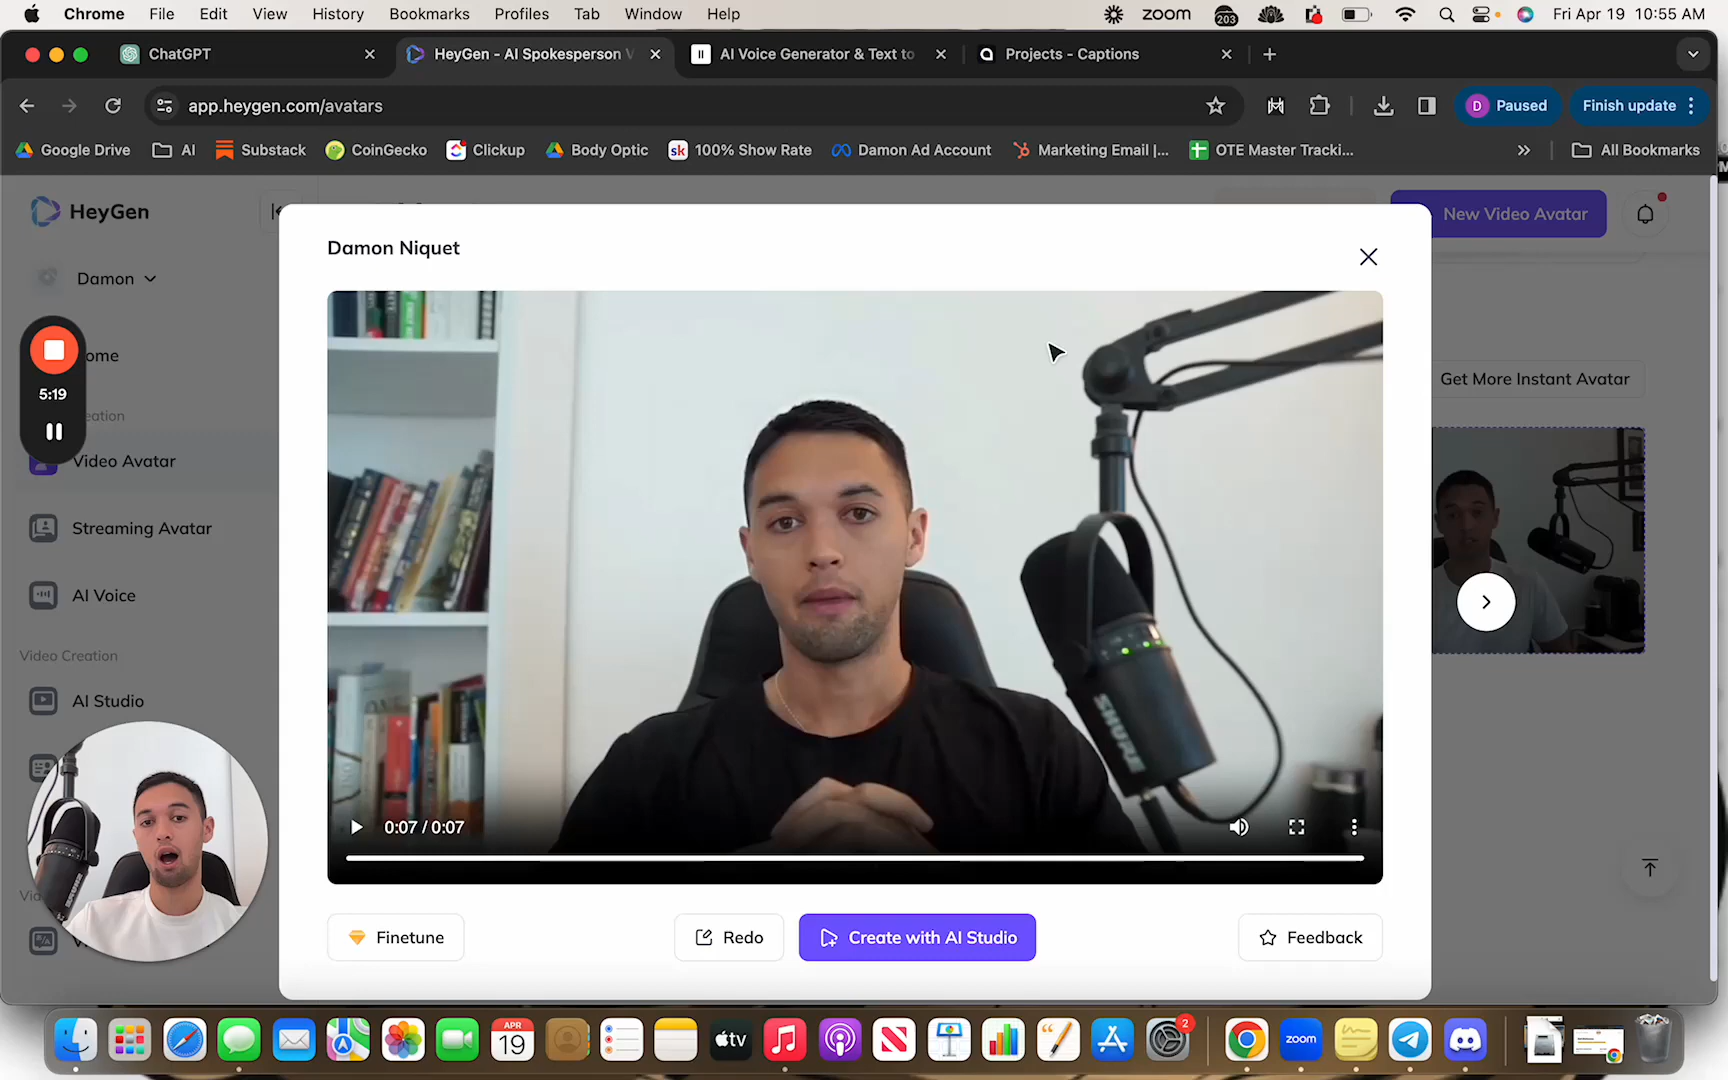 Chrome File Edit View History Bookmarks Profiles Tab Window Help
zoom 203 Fri Apr 19 10:55 AM
ChatGPT
HeyGen - AI Spokesperson V
AI Voice Generator & Text to
Projects - Captions
app.heygen.com/avatars
D Paused
Finish update
Google Drive
AI
Substack
CoinGecko
Clickup
Body Optic
sk 100% Show Rate
Damon Ad Account
Marketing Email |...
OTE Master Tracki...
All Bookmarks
HeyGen
New Video Avatar
Damon Niquet
Damon
5:19
ome
eation
Video Avatar
Streaming Avatar
AI Voice
Video Creation
AI Studio
Get More Instant Avatar
SHURE
0:07 / 0:07
Finetune
Redo
Create with AI Studio
Feedback
APR
19
tv
zoom
2